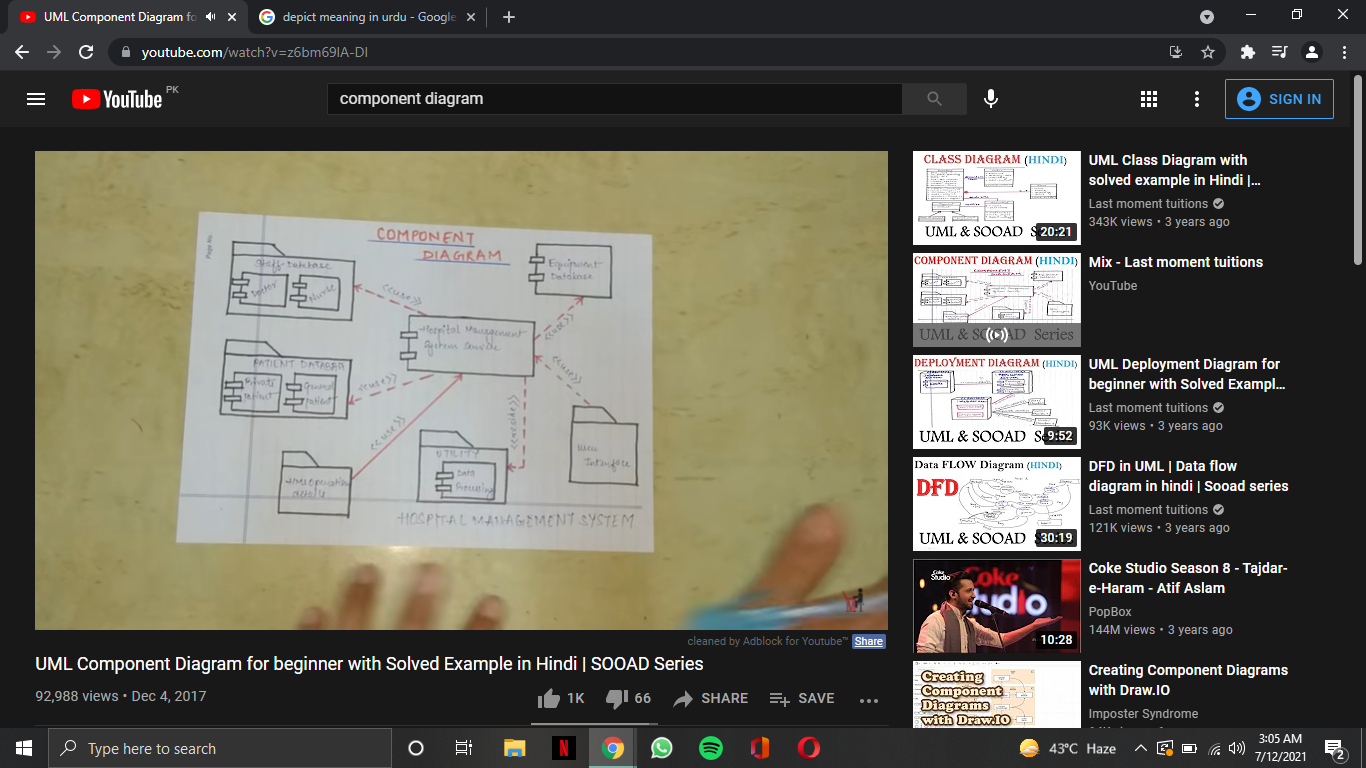 UML Component Diagram fo
depict meaning in urdu - Google
youtube.com/watch?v=z6bm69IA-DI
YouTube PK
component diagram
SIGN IN
Page No.
COMPONENT
DIAGRAM
Staff-Database
Doctor
Nurse
Equipment
Database
<<use>>
Hospital Management
System Service
<<use>>
<<use>>
PATIENT DATABASE
Private
Patient
General
Patient
<<use>>
<<use>>
UTILITY
Data
Processing
User
Interface
HOSPITAL MANAGEMENT SYSTEM
cleaned by Adblock for Youtube™ Share
UML Component Diagram for beginner with Solved Example in Hindi | SOOAD Series
92,988 views • Dec 4, 2017
1K
66
SHARE
SAVE
CLASS DIAGRAM (HINDI)
UML & SOOAD S
20:21
UML Class Diagram with
solved example in Hindi |...
Last moment tuitions
343K views • 3 years ago
COMPONENT DIAGRAM (HINDI)
UML & SOOAD Series
Mix - Last moment tuitions
YouTube
DEPLOYMENT DIAGRAM (HINDI)
UML & SOOAD S
9:52
UML Deployment Diagram for
beginner with Solved Exampl...
Last moment tuitions
93K views • 3 years ago
Data FLOW Diagram (HINDI)
DFD
UML & SOOAD S
30:19
DFD in UML | Data flow
diagram in hindi | Sooad series
Last moment tuitions
121K views • 3 years ago
Coke
Studio
Coke
Studio
10:28
Coke Studio Season 8 - Tajdar-
e-Haram - Atif Aslam
PopBox
144M views • 3 years ago
Creating
Component
Diagrams
with Draw.IO
Creating Component Diagrams
with Draw.IO
Imposter Syndrome
Type here to search
43°C Haze
3:05 AM
7/12/2021
2